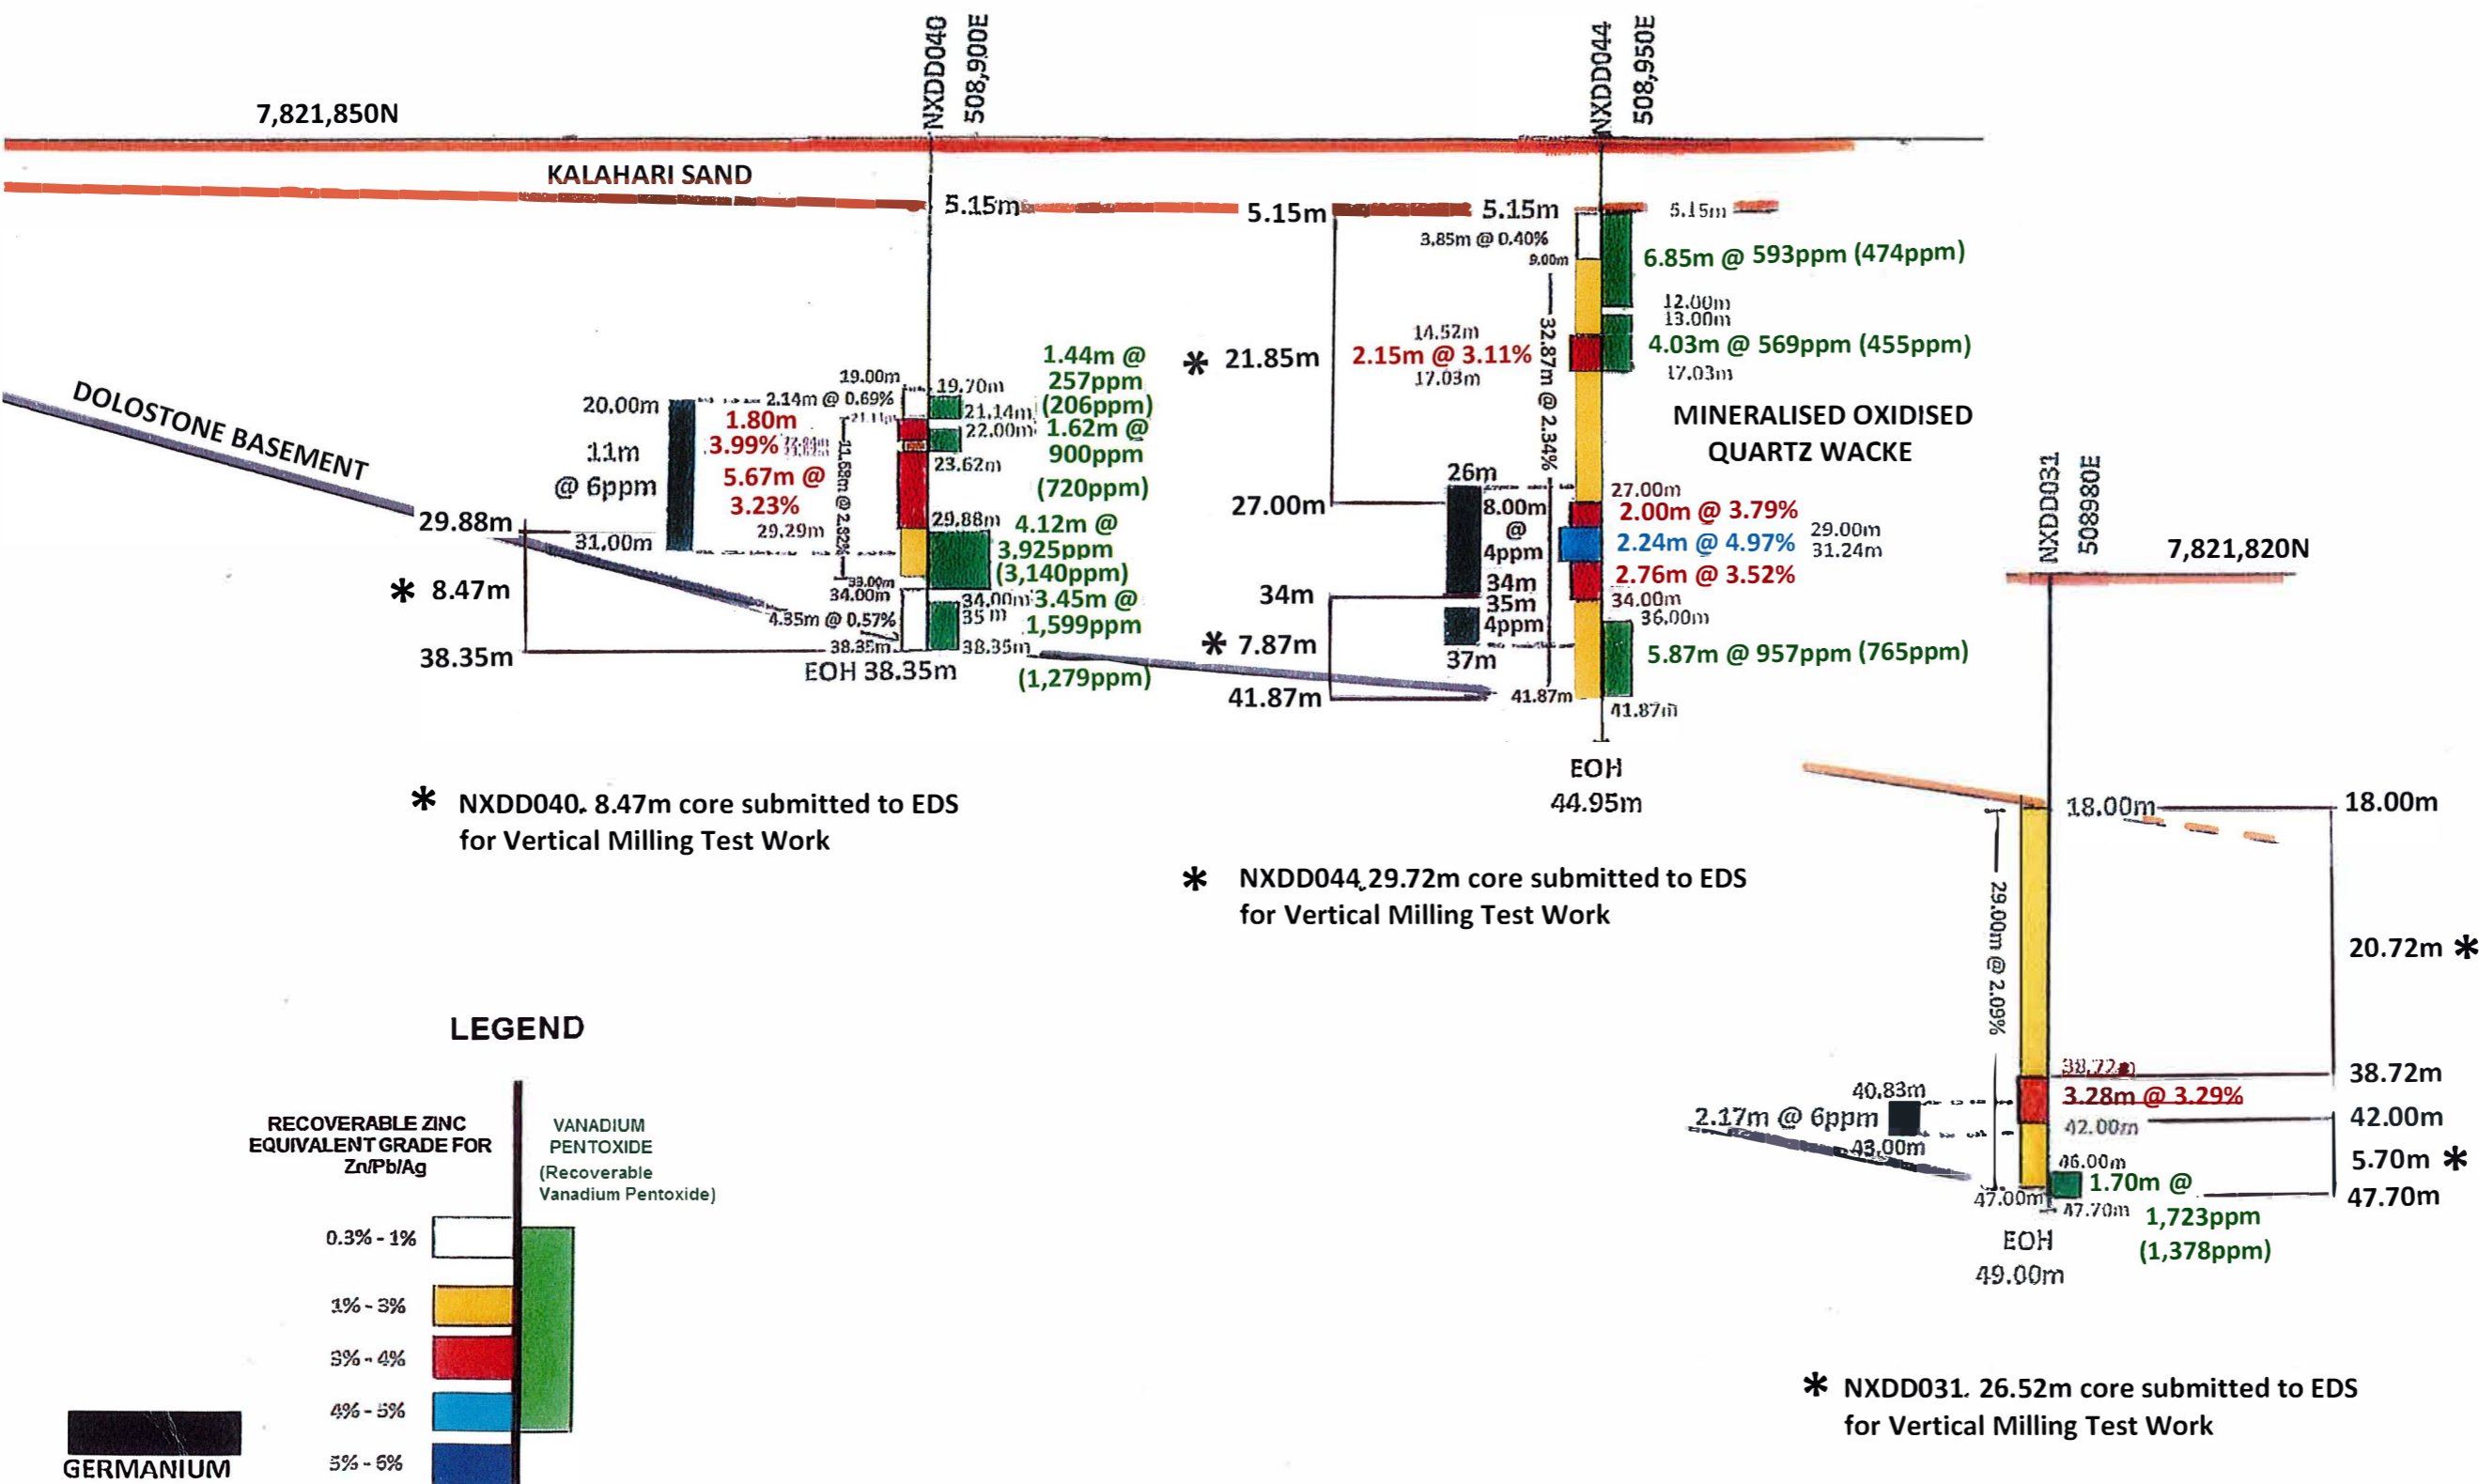 NXDD040
508,900E
NXDD044
508,950E
7,821,850N
KALAHARI SAND
5.15m
5.15m
5.15m
5.15m
3.85m @ 0.40%
9.00m
6.85m @ 593ppm (474ppm)
12.00m
13.00m
14.52m
2.15m @ 3.11%
17.03m
32.87m @ 2.34%
4.03m @ 569ppm (455ppm)
17.03m
* 21.85m
MINERALISED OXIDISED
QUARTZ WACKE
DOLOSTONE BASEMENT
20.00m
11m
@ 6ppm
31.00m
19.00m
2.14m @ 0.69%
21.14m
1.80m
3.99%
5.67m @
3.23%
29.29m
11.58m @ 2.82%
33.00m
34.00m
4.35m @ 0.57%
38.35m
EOH 38.35m
19.70m
21.14m
22.00m
23.62m
29.88m
34.00m
35m
38.35m
1.44m @
257ppm
(206ppm)
1.62m @
900ppm
(720ppm)
4.12m @
3,925ppm
(3,140ppm)
3.45m @
1,599ppm
(1,279ppm)
29.88m
* 8.47m
38.35m
27.00m
34m
* 7.87m
41.87m
26m
8.00m
@
4ppm
34m
35m
4ppm
37m
27.00m
2.00m @ 3.79%
29.00m
2.24m @ 4.97%
31.24m
2.76m @ 3.52%
34.00m
36.00m
5.87m @ 957ppm (765ppm)
41.87m
41.87m
EOH
44.95m
NXDD031
508980E
7,821,820N
* NXDD040. 8.47m core submitted to EDS
for Vertical Milling Test Work
* NXDD044.29.72m core submitted to EDS
for Vertical Milling Test Work
18.00m
18.00m
29.00m @ 2.09%
20.72m *
38.72m
38.72m
3.28m @ 3.29%
42.00m
42.00m
40.83m
2.17m @ 6ppm
43.00m
46.00m
5.70m *
1.70m @
1,723ppm
(1,378ppm)
47.00m
47.70m
47.70m
EOH
49.00m
* NXDD031. 26.52m core submitted to EDS
for Vertical Milling Test Work
LEGEND
RECOVERABLE ZINC
EQUIVALENT GRADE FOR
Zn/Pb/Ag
VANADIUM
PENTOXIDE
(Recoverable
Vanadium Pentoxide)
0.3% - 1%
1% - 3%
3% - 4%
4% - 5%
5% - 6%
GERMANIUM